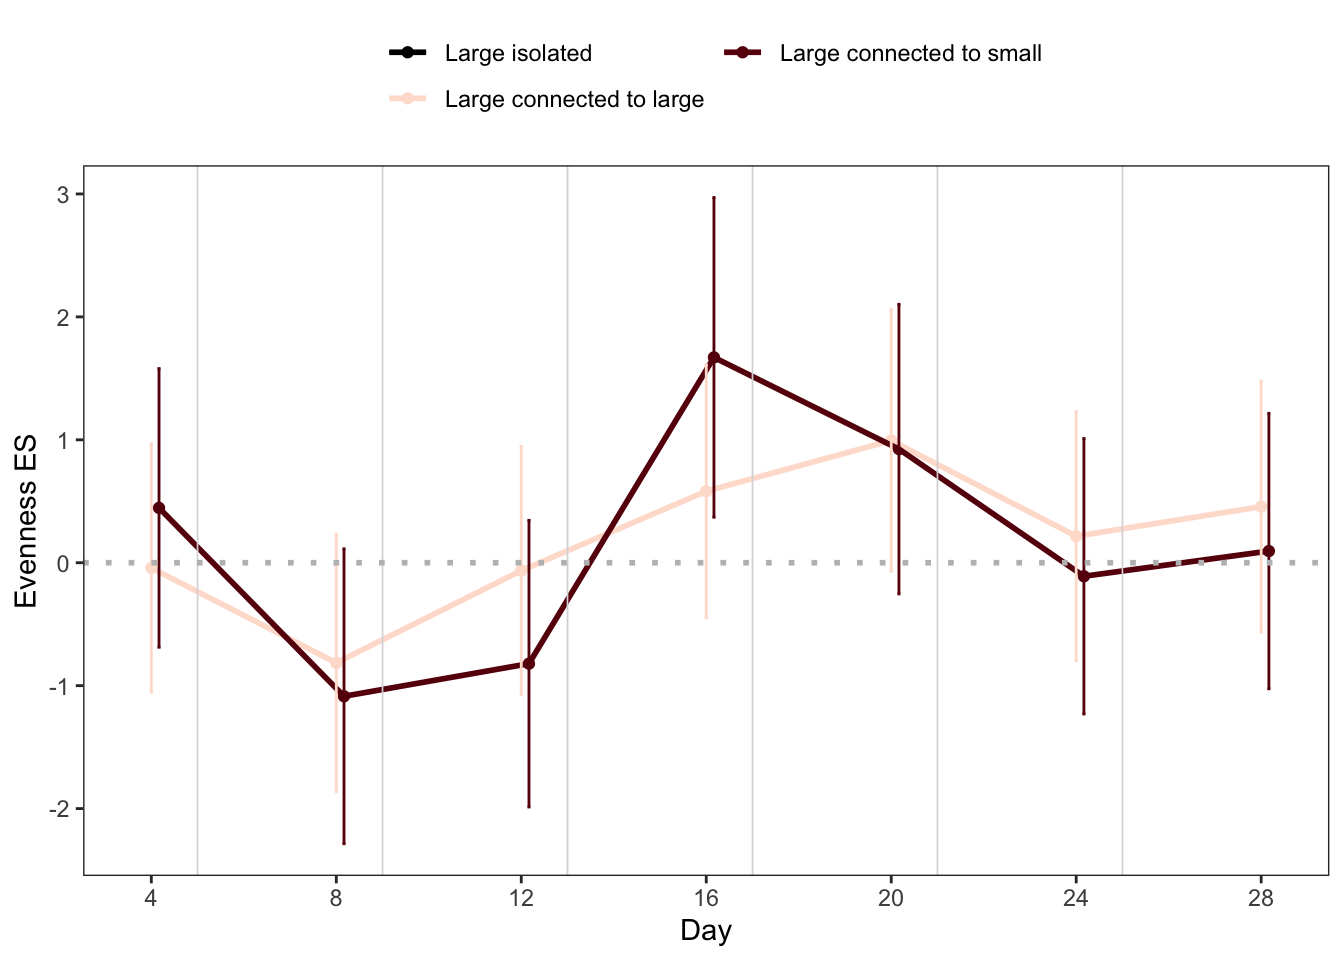 Large isolated
Large connected to small
Large connected to large
Evenness ES
3
2
1
0
-1
-2
4 8 12 16 20 24 28
Day